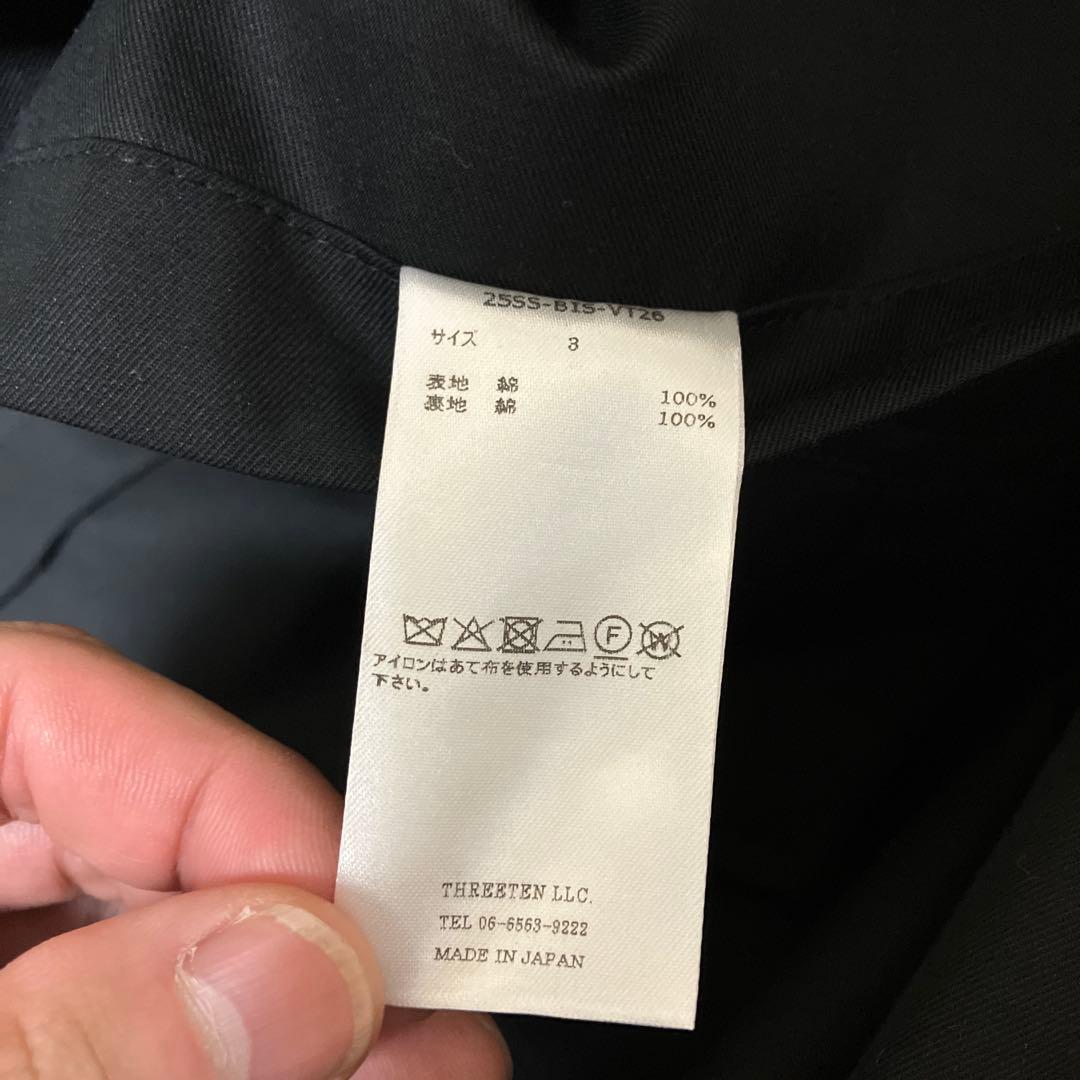 25SS-BIS-VT26
サイズ 3
表地 綿 100%
裏地 綿 100%
F W
アイロンはあて布を使用するようにして
下さい。
THREETEN LLC.
TEL 06-6563-9222
MADE IN JAPAN